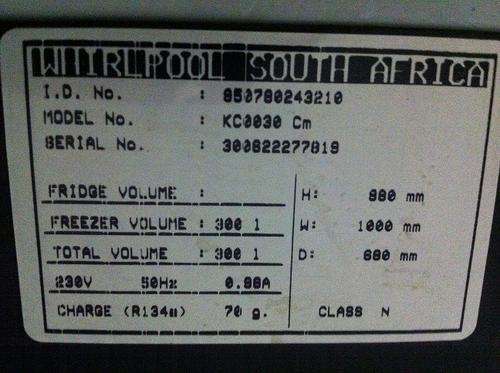 WHIRLPOOL SOUTH AFRICA
I.D. No. : 850780243210
MODEL No. : KC0030 Cm
SERIAL No. : 300822277819
FRIDGE VOLUME :
H: 880 mm
FREEZER VOLUME : 300 l
W: 1000 mm
TOTAL VOLUME : 300 l
D: 680 mm
230V 50Hz 0.98A
CHARGE (R134a) 70 g.
CLASS N